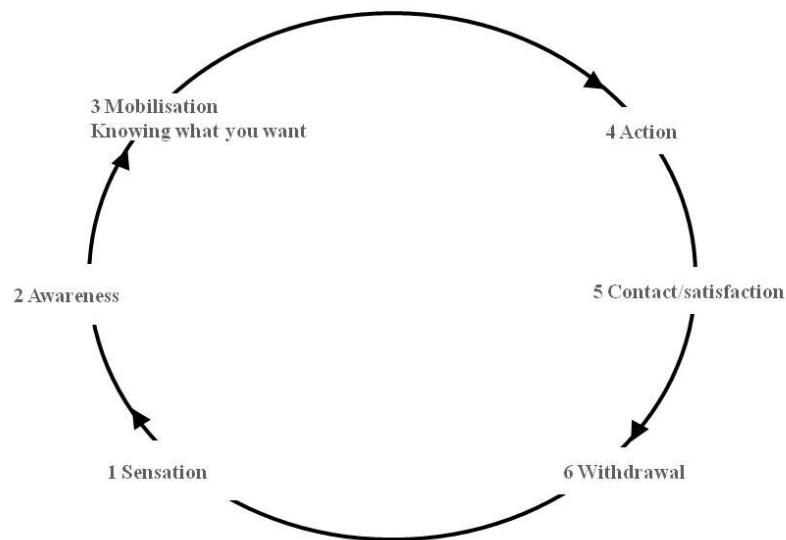 3 Mobilisation
Knowing what you want
4 Action
2 Awareness
5 Contact/satisfaction
1 Sensation
6 Withdrawal